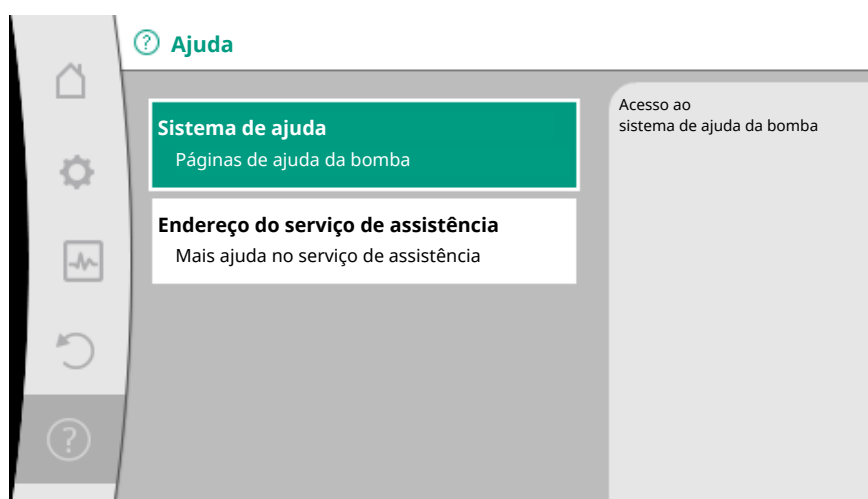 Ajuda
Sistema de ajuda
Páginas de ajuda da bomba
Endereço do serviço de assistência
Mais ajuda no serviço de assistência
Acesso ao
sistema de ajuda da bomba